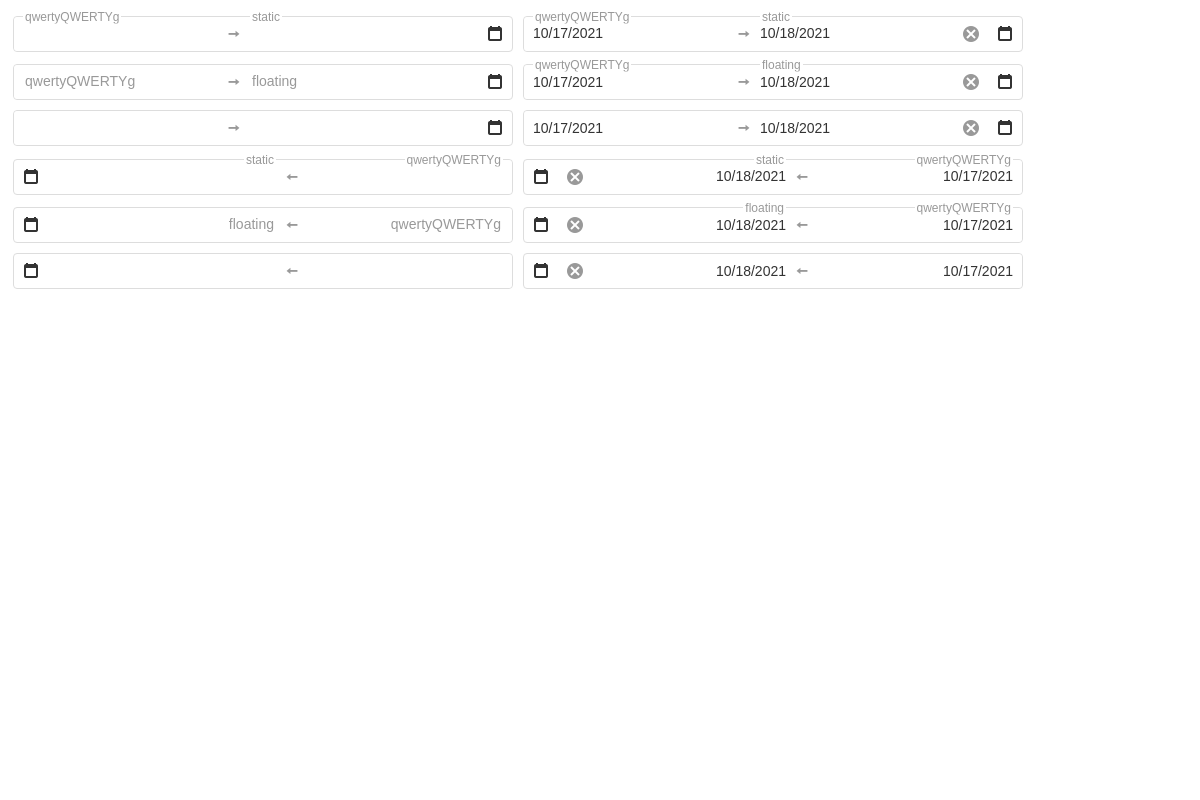 qwertyQWERTYg static qwertyQWERTYg static
10/17/2021 10/18/2021
qwertyQWERTYg floating
qwertyQWERTYg floating 10/17/2021 10/18/2021
10/17/2021 10/18/2021
static qwertyQWERTYg static qwertyQWERTYg
10/18/2021 10/17/2021
floating qwertyQWERTYg
floating qwertyQWERTYg 10/18/2021 10/17/2021
10/18/2021 10/17/2021